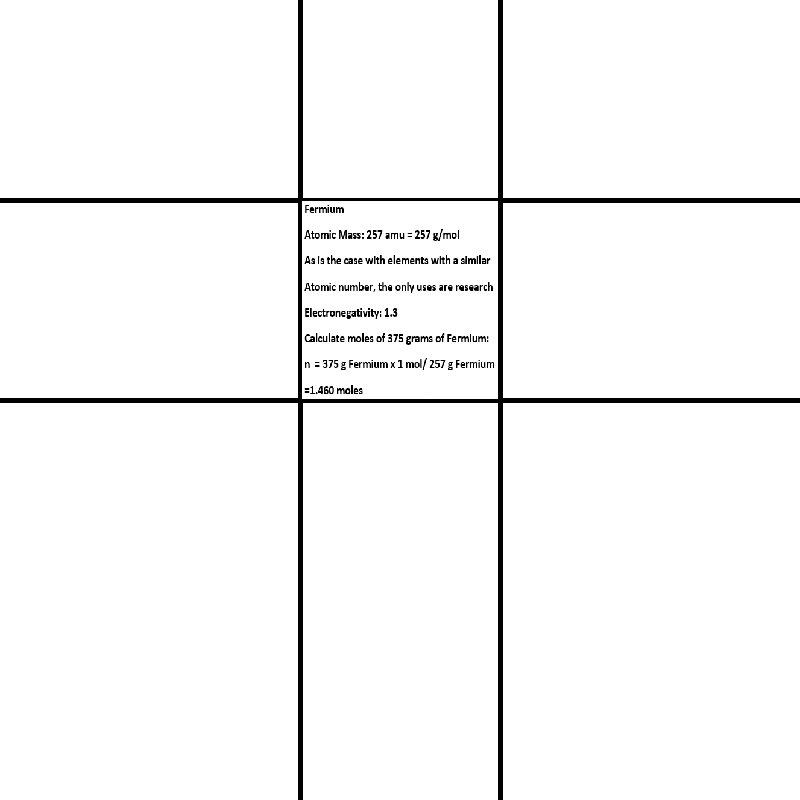 Fermium
Atomic Mass: 257 amu = 257 g/mol
As is the case with elements with a similar
Atomic number, the only uses are research
Electronegativity: 1.3
Calculate moles of 375 grams of Fermium:
n = 375 g Fermium x 1 mol/ 257 g Fermium
=1.460 moles